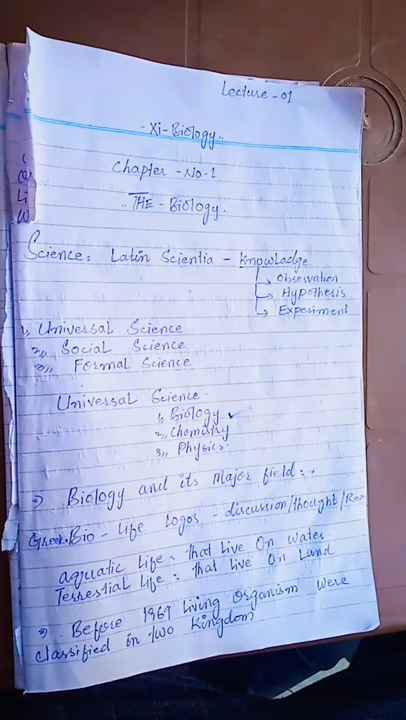 Lecture - 01
Xi-Biology
Chapter - No-1
THE - Biology.
Science: Latin Scientia - knowladge
Observation
Hypothesis
Experiment
1,, Universal Science
2,, Social Science
3,, Formal Science
Universal Science.
1,, Biology ✓
2,, Chemistry
3,, Physics.
Biology and its Major field:
Greek. Bio - Life Logos - discussion/thought/Rea
aquatic Life = That Live On Water
Terrestial Life = That Live On Land
Before 1969 Living Organism were
classified in two Kingdom